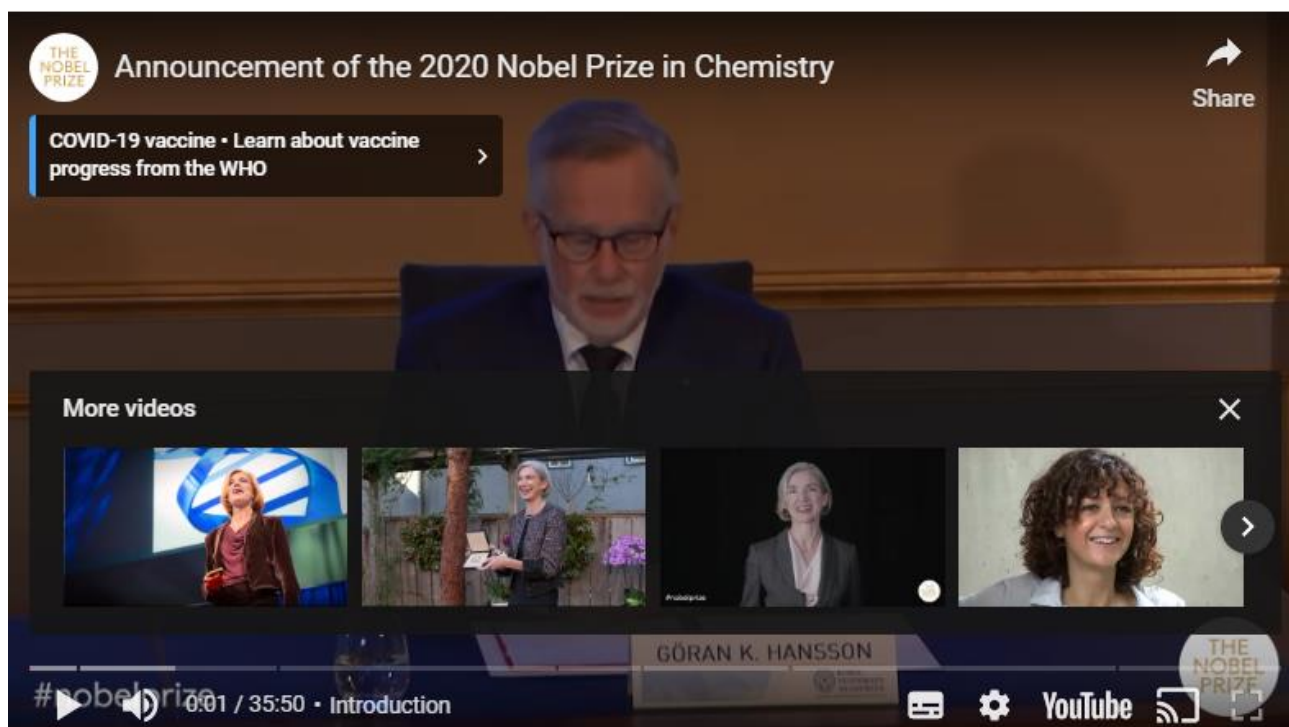 THE
NOBEL
PRIZE
Announcement of the 2020 Nobel Prize in Chemistry
Share
COVID-19 vaccine • Learn about vaccine
progress from the WHO
More videos
#nobelprize
GÖRAN K. HANSSON
THE
NOBEL
PRIZE
#nobelprize
0:01 / 35:50 • Introduction
YouTube